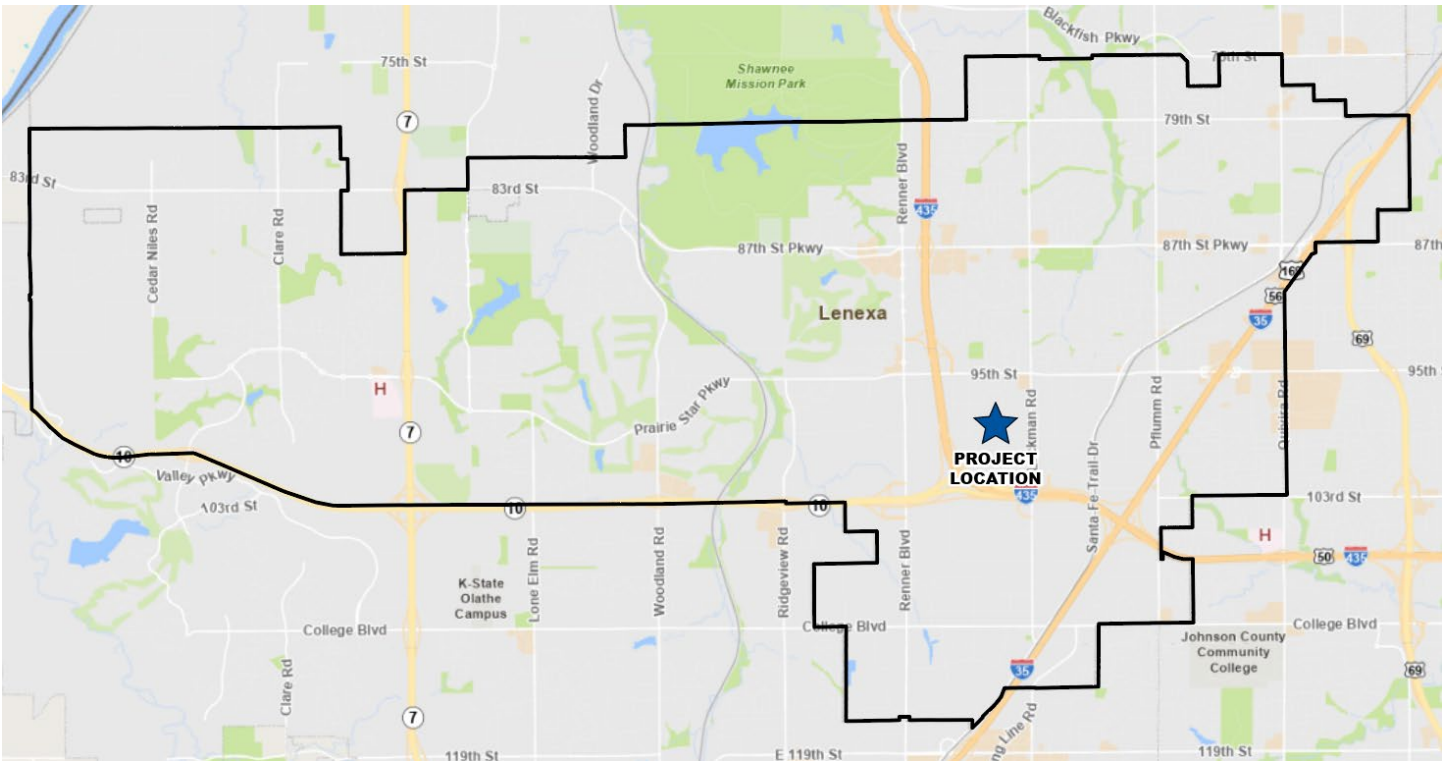 Blackfish Pkwy
75th St
75th St
Shawnee
Mission Park
Woodland Dr
7
79th St
Renner Blvd
83rd St
83rd St
435
Cedar Niles Rd
Clare Rd
87th St Pkwy
87th St Pkwy
87th
169
56
Lenexa
35
69
95th St
95th
H
Prairie Star Pkwy
Pflumm Rd
Quivira Rd
7
PROJECT
LOCATION
Santa-Fe-Trail-Dr
10
Valley Pkwy
103rd St
10
10
435
103rd St
H
50
435
K-State
Olathe
Campus
Lone Elm Rd
Woodland Rd
Ridgeview Rd
Renner Blvd
College Blvd
College Blvd
College Blvd
Johnson County
Community
College
Clare Rd
35
69
7
119th St
E 119th St
119th St